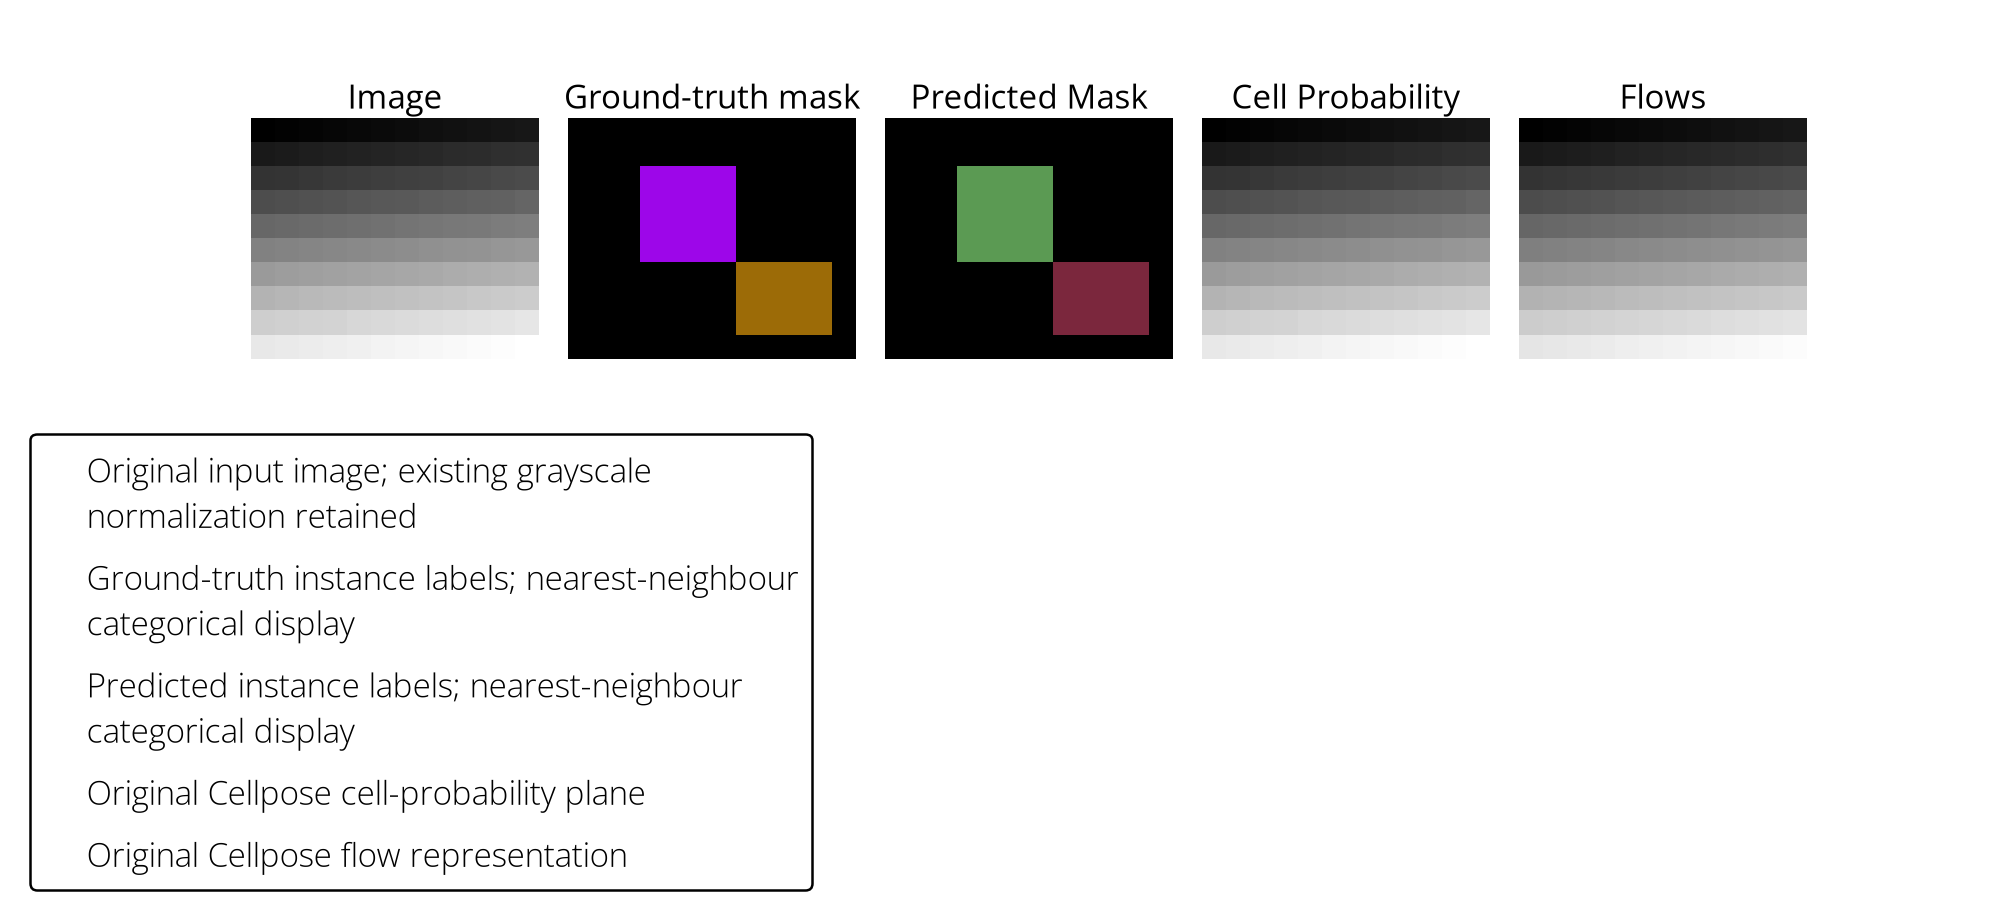 Image
Ground-truth mask
Predicted Mask
Cell Probability
Flows
Original input image; existing grayscale
normalization retained
Ground-truth instance labels; nearest-neighbour
categorical display
Predicted instance labels; nearest-neighbour
categorical display
Original Cellpose cell-probability plane
Original Cellpose flow representation